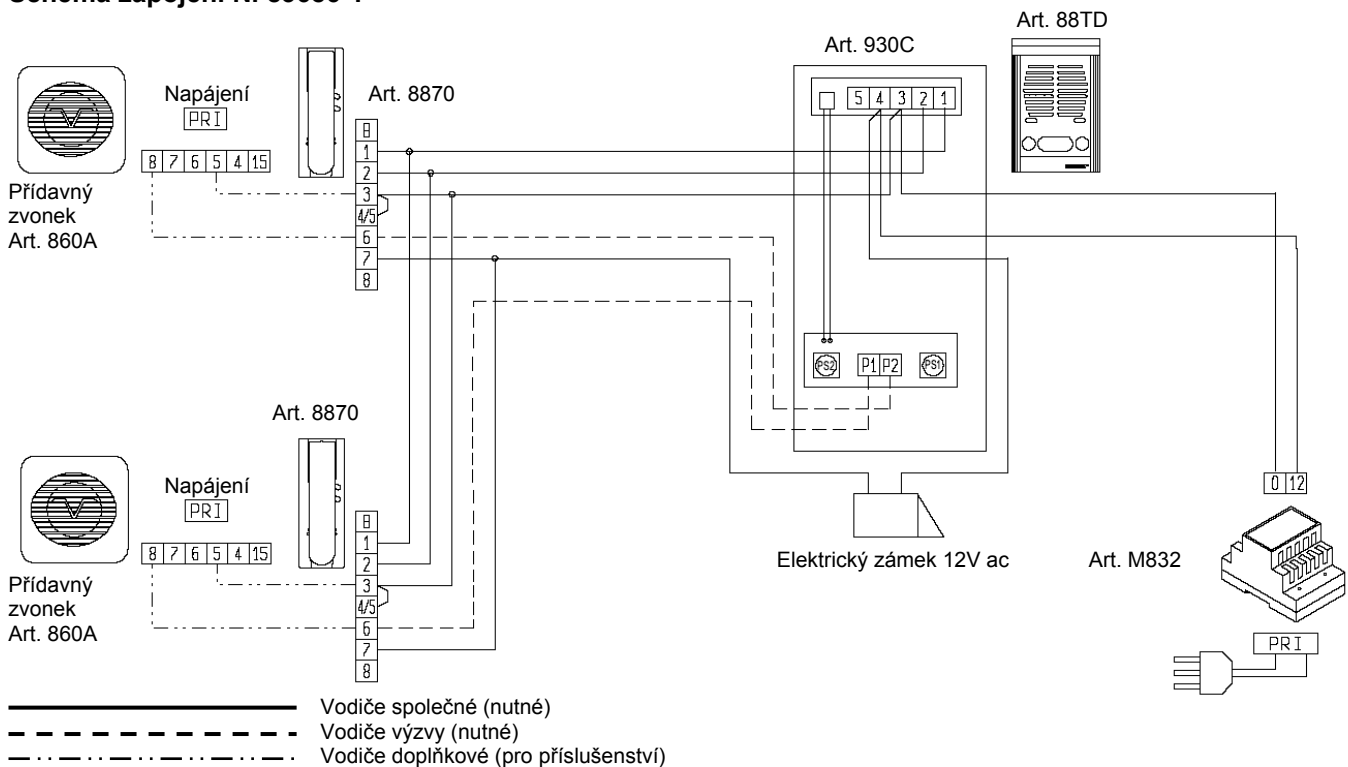 Art. 88TD
Art. 930C
Napájení
PRI
Art. 8870
5 4 3 2 1
8 7 6 5 4 15
8
1
2
3
4/5
6
7
8
Přídavný
zvonek
Art. 860A
PS2
P1 P2
PS1
Art. 8870
Napájení
PRI
8 7 6 5 4 15
8
1
2
3
4/5
6
7
8
Přídavný
zvonek
Art. 860A
0 12
Elektrický zámek 12V ac
Art. M832
PRI
Vodiče společné (nutné)
Vodiče výzvy (nutné)
Vodiče doplňkové (pro příslušenství)